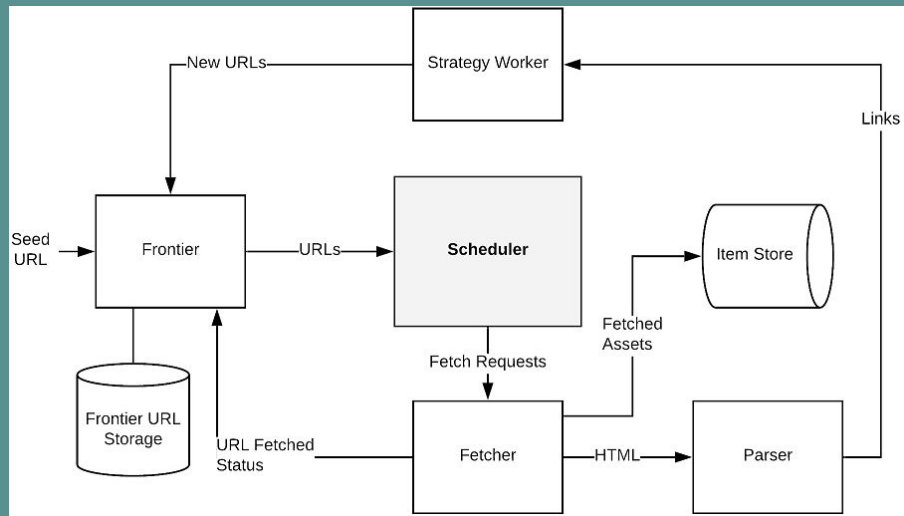 New URLs
Strategy Worker
Links
Seed
URL
Frontier
URLs
Scheduler
Item Store
Fetched
Assets
Fetch Requests
Frontier URL
Storage
URL Fetched
Status
Fetcher
HTML
Parser